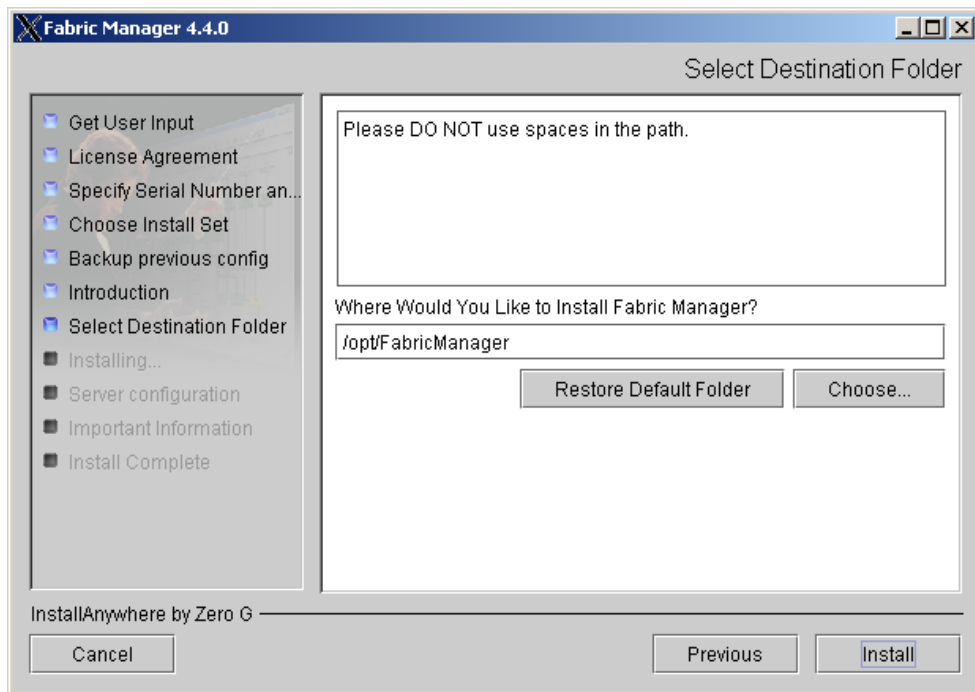 Fabric Manager 4.4.0
Select Destination Folder
Get User Input
License Agreement
Specify Serial Number an...
Choose Install Set
Backup previous config
Introduction
Select Destination Folder
Installing...
Server configuration
Important Information
Install Complete
Please DO NOT use spaces in the path.
Where Would You Like to Install Fabric Manager?
/opt/FabricManager
Restore Default Folder
Choose...
InstallAnywhere by Zero G
Cancel
Previous
Install